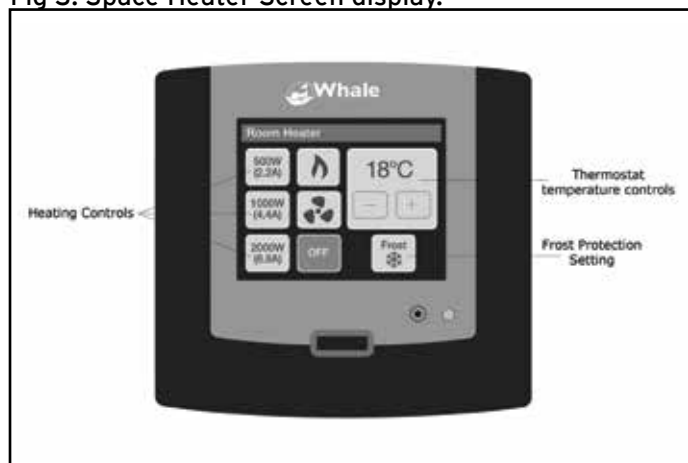 Fig 3. Space Heater Screen display.
Whale
Room Heater
500W
(2.2A)
18°C
Thermostat
temperature controls
Heating Controls
1000W
(4.4A)
- +
2000W
(8.8A)
OFF
Frost
Frost Protection
Setting